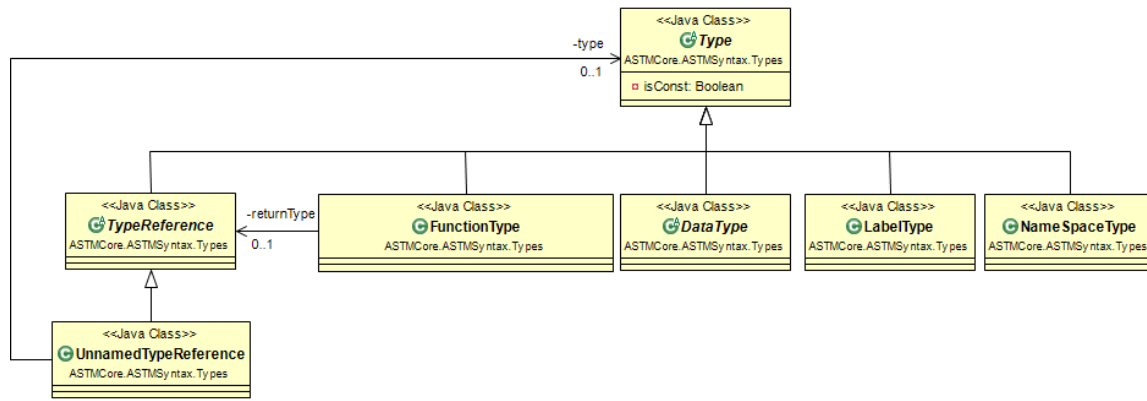 <<Java Class>>
Type
ASTMCore.ASTMSyntax.Types
isConst: Boolean
-type
0..1
<<Java Class>>
TypeReference
ASTMCore.ASTMSyntax.Types
-returnType
0..1
<<Java Class>>
FunctionType
ASTMCore.ASTMSyntax.Types
<<Java Class>>
DataType
ASTMCore.ASTMSyntax.Types
<<Java Class>>
LabelType
ASTMCore.ASTMSyntax.Types
<<Java Class>>
NameSpaceType
ASTMCore.ASTMSyntax.Types
<<Java Class>>
UnnamedTypeReference
ASTMCore.ASTMSyntax.Types